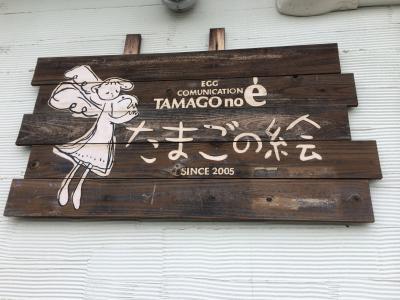 EGG
COMUNICATION
TAMAGO no é
たまごの絵
SINCE 2005